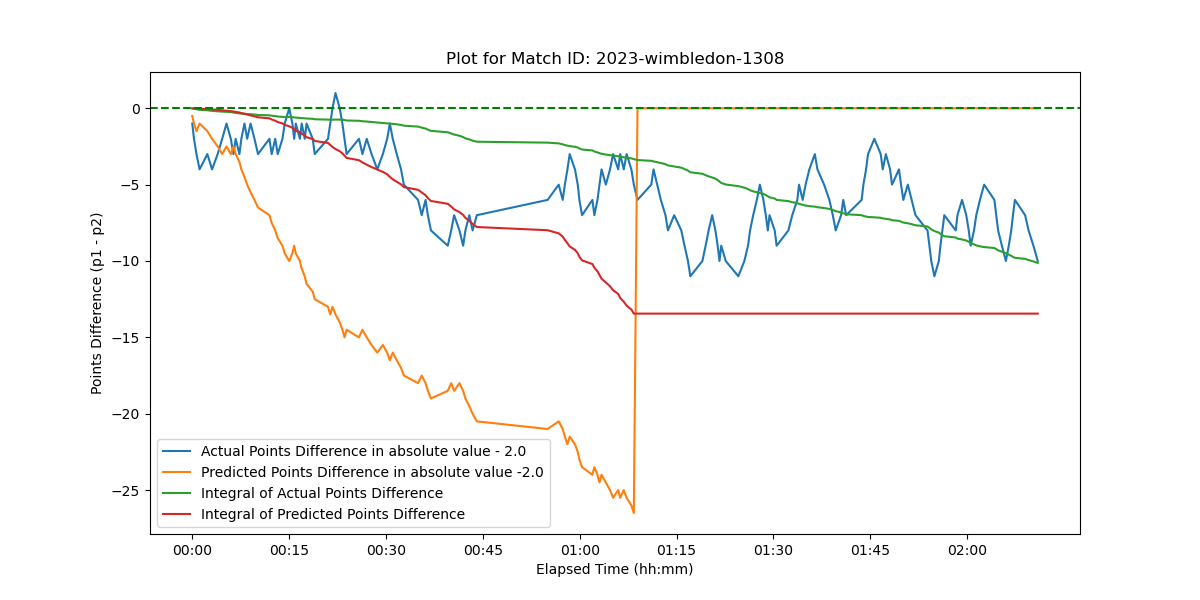 Plot for Match ID: 2023-wimbledon-1308
Points Difference (p1 - p2)
0
−5
−10
−15
−20
−25
Actual Points Difference in absolute value - 2.0
Predicted Points Difference in absolute value -2.0
Integral of Actual Points Difference
Integral of Predicted Points Difference
00:00 00:15 00:30 00:45 01:00 01:15 01:30 01:45 02:00
Elapsed Time (hh:mm)